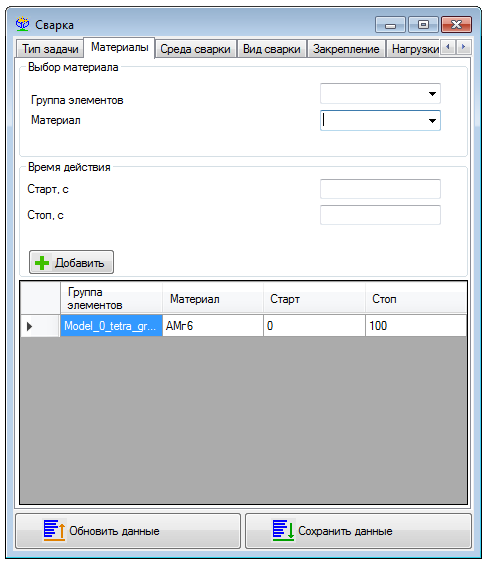 Сварка
Тип задачи Материалы Среда сварки Вид сварки Закрепление Нагрузки
Выбор материала
Группа элементов
Материал
Время действия
Старт, с
Стоп, с
Добавить
Группа элементов Материал Старт Стоп
Model_0_tetra_gr... АМг6 0 100
Обновить данные Сохранить данные